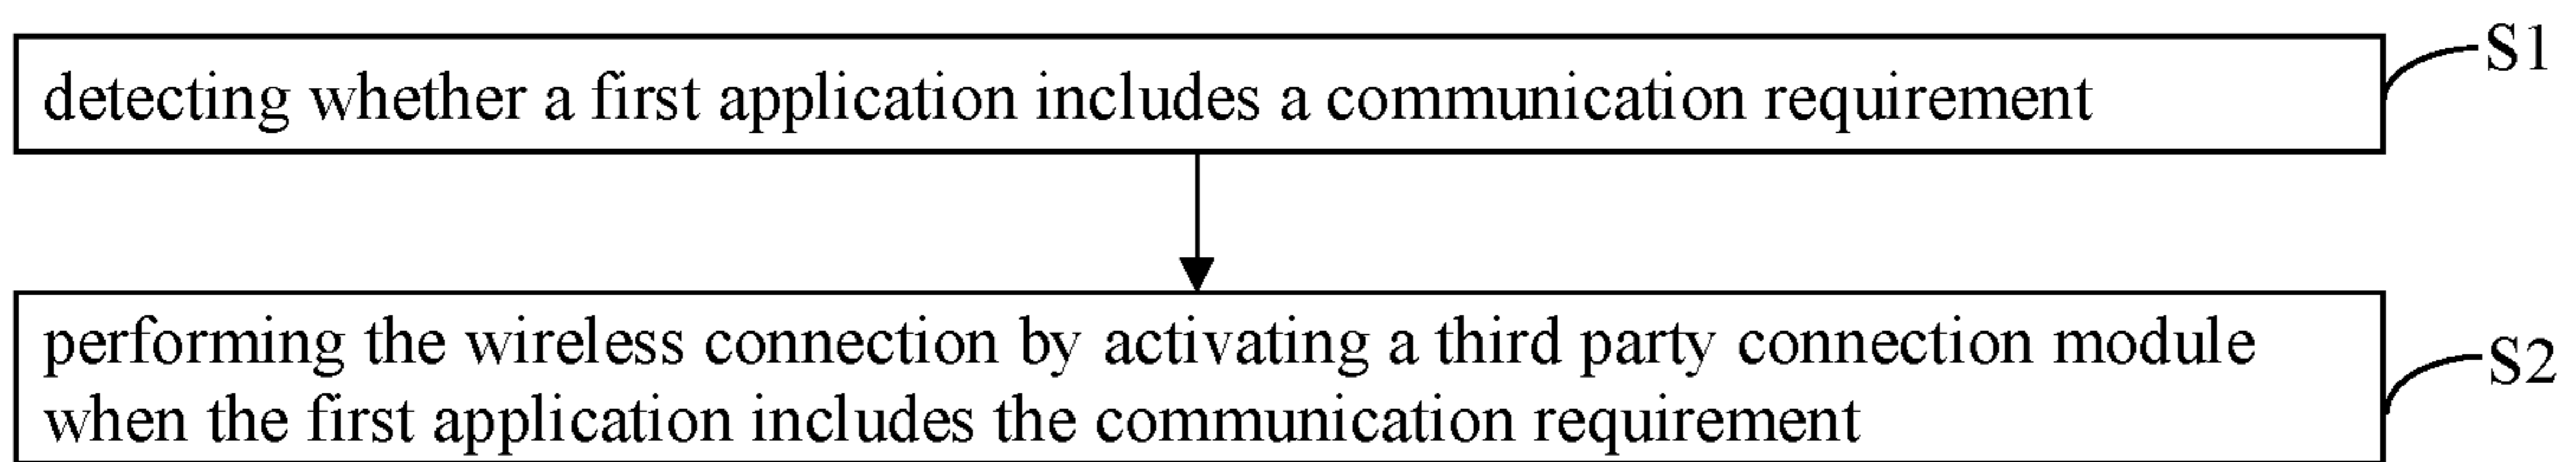 detecting whether a first application includes a communication requirement
S1
performing the wireless connection by activating a third party connection module
when the first application includes the communication requirement
S2